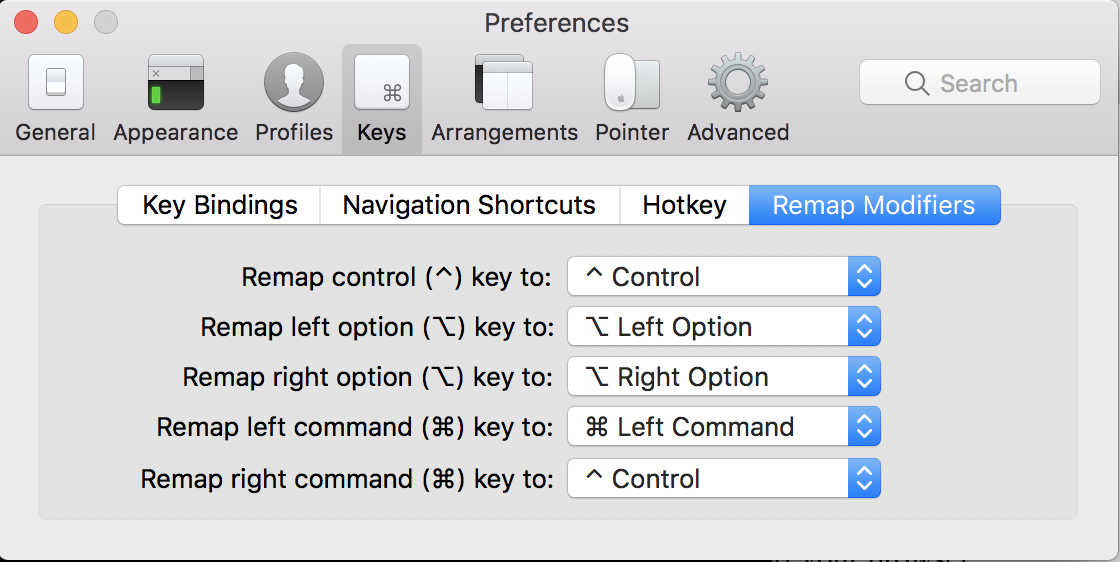 Preferences
General Appearance Profiles Keys Arrangements Pointer Advanced Search
Key Bindings Navigation Shortcuts Hotkey Remap Modifiers
Remap control (^) key to: ^ Control
Remap left option (⌥) key to: ⌥ Left Option
Remap right option (⌥) key to: ⌥ Right Option
Remap left command (⌘) key to: ⌘ Left Command
Remap right command (⌘) key to: ^ Control